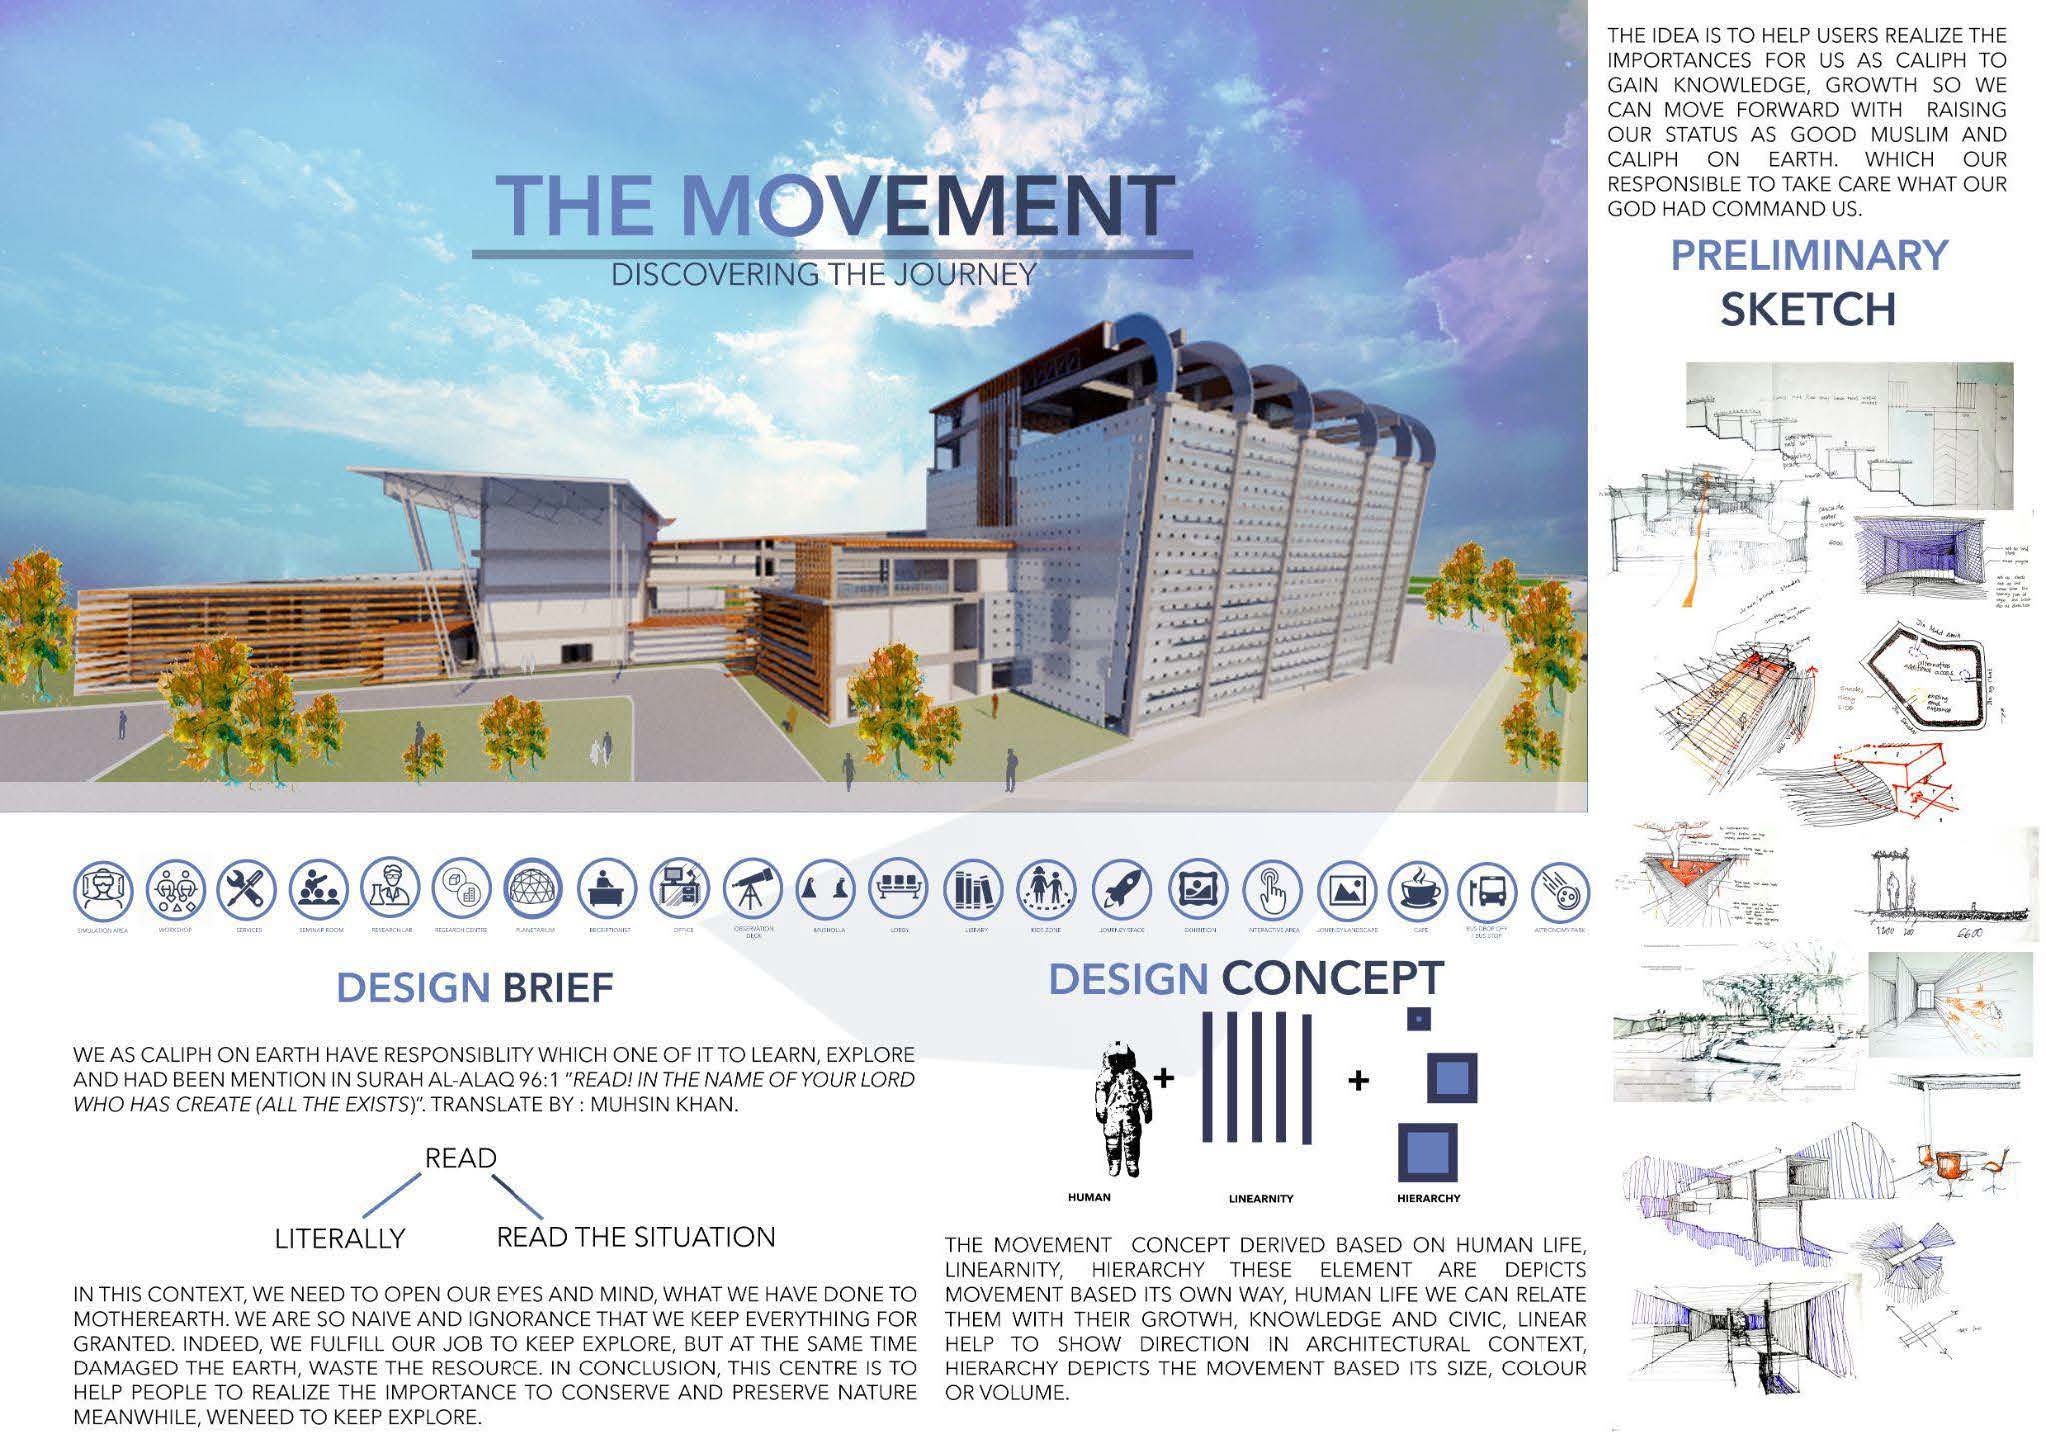 THE MOVEMENT
DISCOVERING THE JOURNEY
THE IDEA IS TO HELP USERS REALIZE THE
IMPORTANCES FOR US AS CALIPH TO
GAIN KNOWLEDGE, GROWTH SO WE
CAN MOVE FORWARD WITH RAISING
OUR STATUS AS GOOD MUSLIM AND
CALIPH ON EARTH. WHICH OUR
RESPONSIBLE TO TAKE CARE WHAT OUR
GOD HAD COMMAND US.
PRELIMINARY
SKETCH
6000
Jln Mohd Amin
1200 200 6600
SIMULATION AREA
WORKSHOP
SERVICES
SEMINAR ROOM
RESEARCH LAB
RESEARCH CENTRE
PLANETARIUM
RECEPTIONIST
OFFICE
OBSERVATION
DECK
MUSHOLLA
LOBBY
LIBRARY
KIDS ZONE
JOURNEY SPACE
EXHIBITION
INTERACTIVE AREA
JOURNEY LANDSCAPE
CAFE
BUS DROP OFF
/ BUS STOP
ASTRONOMY PARK
DESIGN BRIEF
WE AS CALIPH ON EARTH HAVE RESPONSIBLITY WHICH ONE OF IT TO LEARN, EXPLORE
AND HAD BEEN MENTION IN SURAH AL-ALAQ 96:1 "READ! IN THE NAME OF YOUR LORD
WHO HAS CREATE (ALL THE EXISTS)". TRANSLATE BY : MUHSIN KHAN.
READ
LITERALLY
READ THE SITUATION
IN THIS CONTEXT, WE NEED TO OPEN OUR EYES AND MIND, WHAT WE HAVE DONE TO
MOTHEREARTH. WE ARE SO NAIVE AND IGNORANCE THAT WE KEEP EVERYTHING FOR
GRANTED. INDEED, WE FULFILL OUR JOB TO KEEP EXPLORE, BUT AT THE SAME TIME
DAMAGED THE EARTH, WASTE THE RESOURCE. IN CONCLUSION, THIS CENTRE IS TO
HELP PEOPLE TO REALIZE THE IMPORTANCE TO CONSERVE AND PRESERVE NATURE
MEANWHILE, WENEED TO KEEP EXPLORE.
DESIGN CONCEPT
+
+
HUMAN
LINEARNITY
HIERARCHY
THE MOVEMENT CONCEPT DERIVED BASED ON HUMAN LIFE,
LINEARNITY, HIERARCHY THESE ELEMENT ARE DEPICTS
MOVEMENT BASED ITS OWN WAY, HUMAN LIFE WE CAN RELATE
THEM WITH THEIR GROTWH, KNOWLEDGE AND CIVIC, LINEAR
HELP TO SHOW DIRECTION IN ARCHITECTURAL CONTEXT,
HIERARCHY DEPICTS THE MOVEMENT BASED ITS SIZE, COLOUR
OR VOLUME.